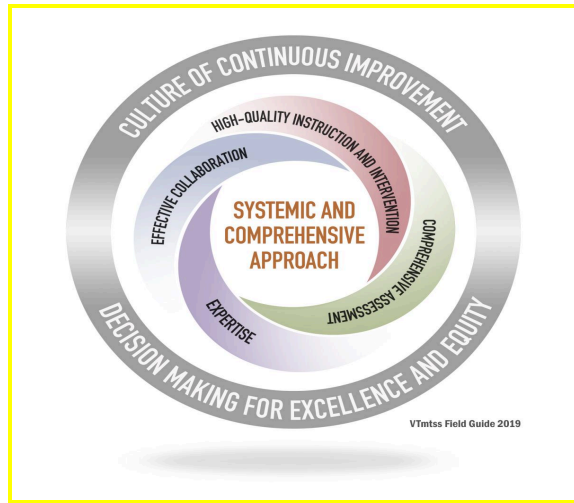 CULTURE OF CONTINUOUS IMPROVEMENT
HIGH-QUALITY INSTRUCTION AND INTERVENTION
EFFECTIVE COLLABORATION
SYSTEMIC AND
COMPREHENSIVE
APPROACH
COMPREHENSIVE ASSESSMENT
EXPERTISE
DECISION MAKING FOR EXCELLENCE AND EQUITY
VTmtss Field Guide 2019